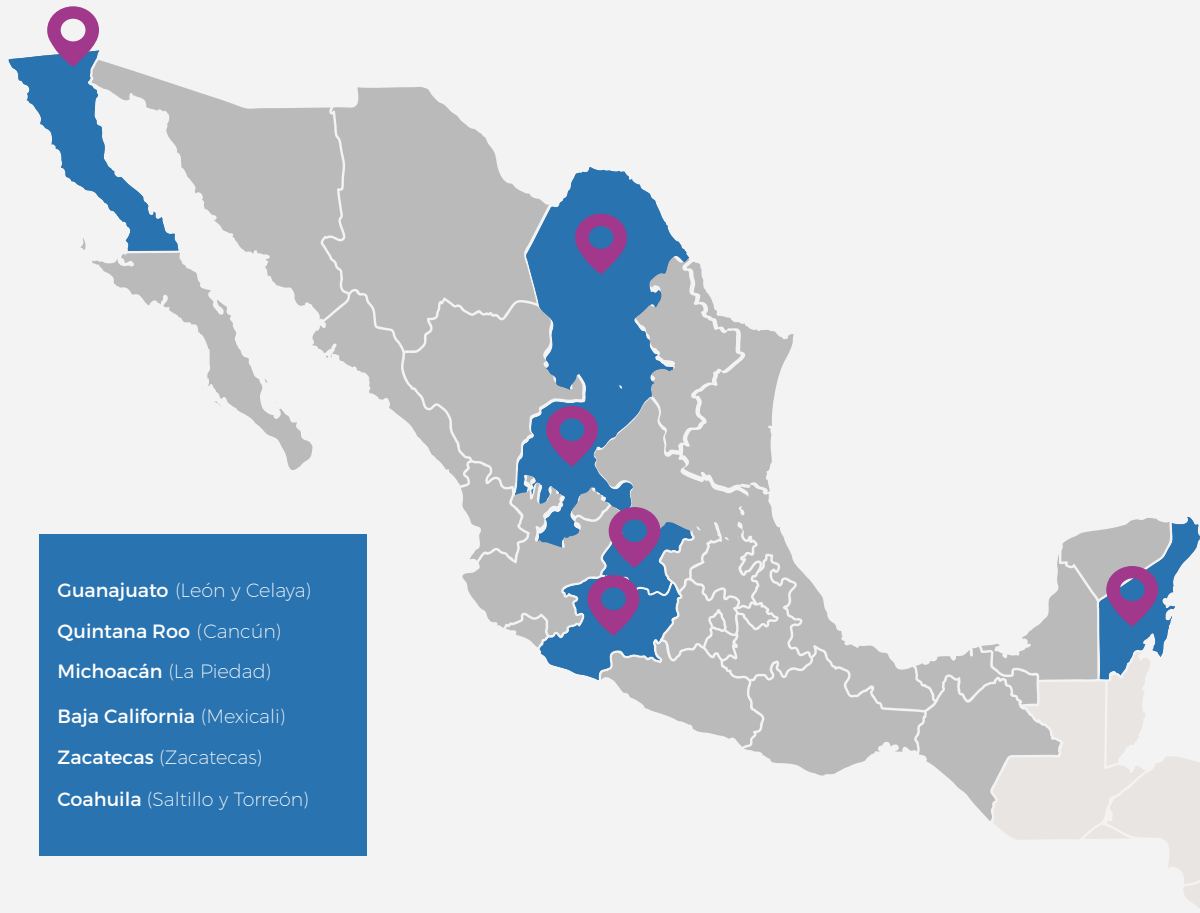 Guanajuato (León y Celaya)
Quintana Roo (Cancún)
Michoacán (La Piedad)
Baja California (Mexicali)
Zacatecas (Zacatecas)
Coahuila (Saltillo y Torreón)